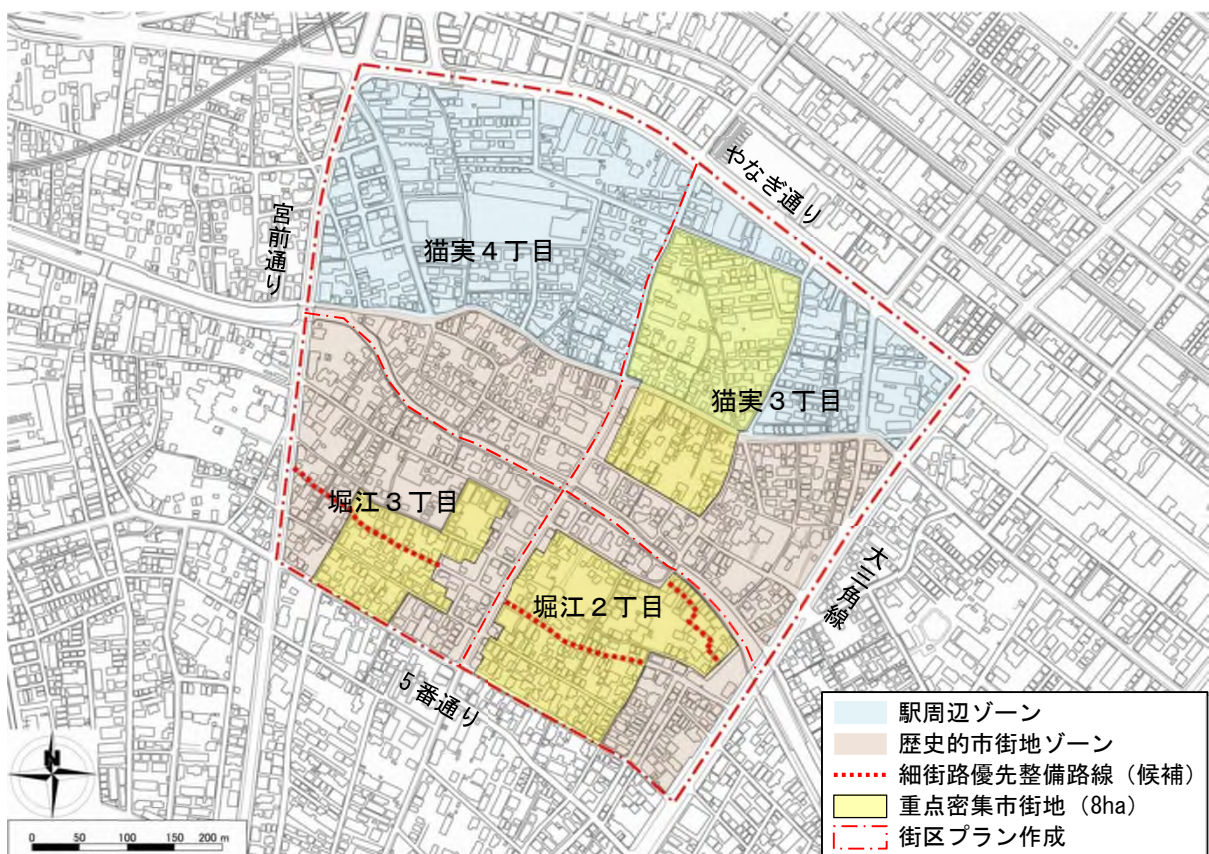 やなぎ通り
宮前通り
猫実４丁目
猫実３丁目
堀江３丁目
大三角線
堀江２丁目
５番通り
N
0 50 100 150 200 m
駅周辺ゾーン
歴史的市街地ゾーン
細街路優先整備路線（候補）
重点密集市街地（8ha）
街区プラン作成